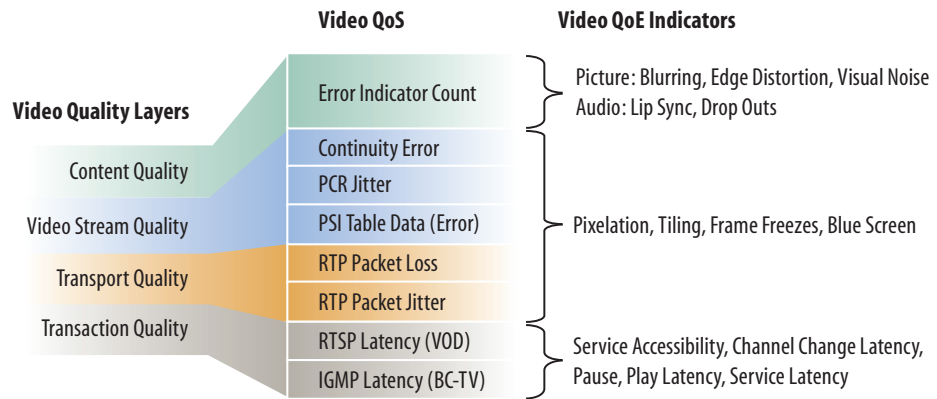 Video QoS
Video QoE Indicators
Video Quality Layers
Content Quality
Video Stream Quality
Transport Quality
Transaction Quality
Error Indicator Count
Continuity Error
PCR Jitter
PSI Table Data (Error)
RTP Packet Loss
RTP Packet Jitter
RTSP Latency (VOD)
IGMP Latency (BC-TV)
Picture: Blurring, Edge Distortion, Visual Noise
Audio: Lip Sync, Drop Outs
Pixelation, Tiling, Frame Freezes, Blue Screen
Service Accessibility, Channel Change Latency,
Pause, Play Latency, Service Latency